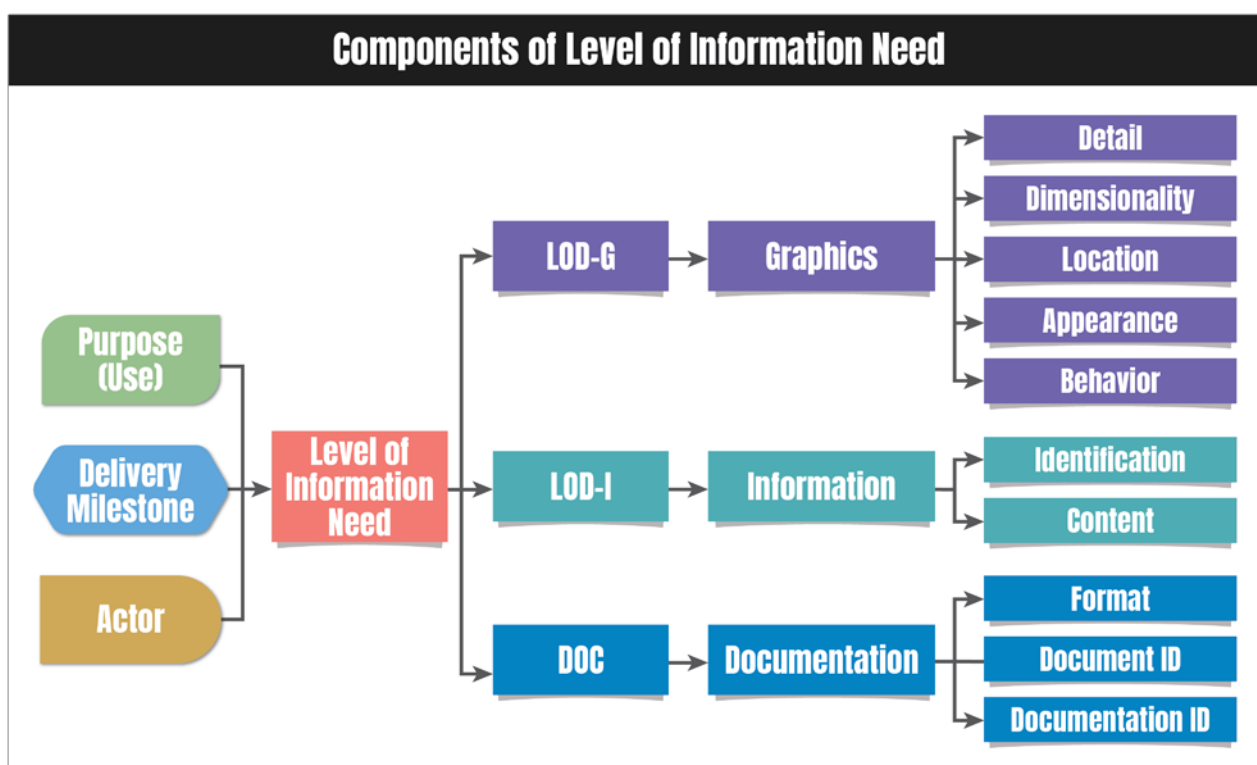 Components of Level of Information Need
Purpose
(Use)
Delivery
Milestone
Actor
Level of
Information
Need
LOD-G
Graphics
Detail
Dimensionality
Location
Appearance
Behavior
LOD-I
Information
Identification
Content
DOC
Documentation
Format
Document ID
Documentation ID